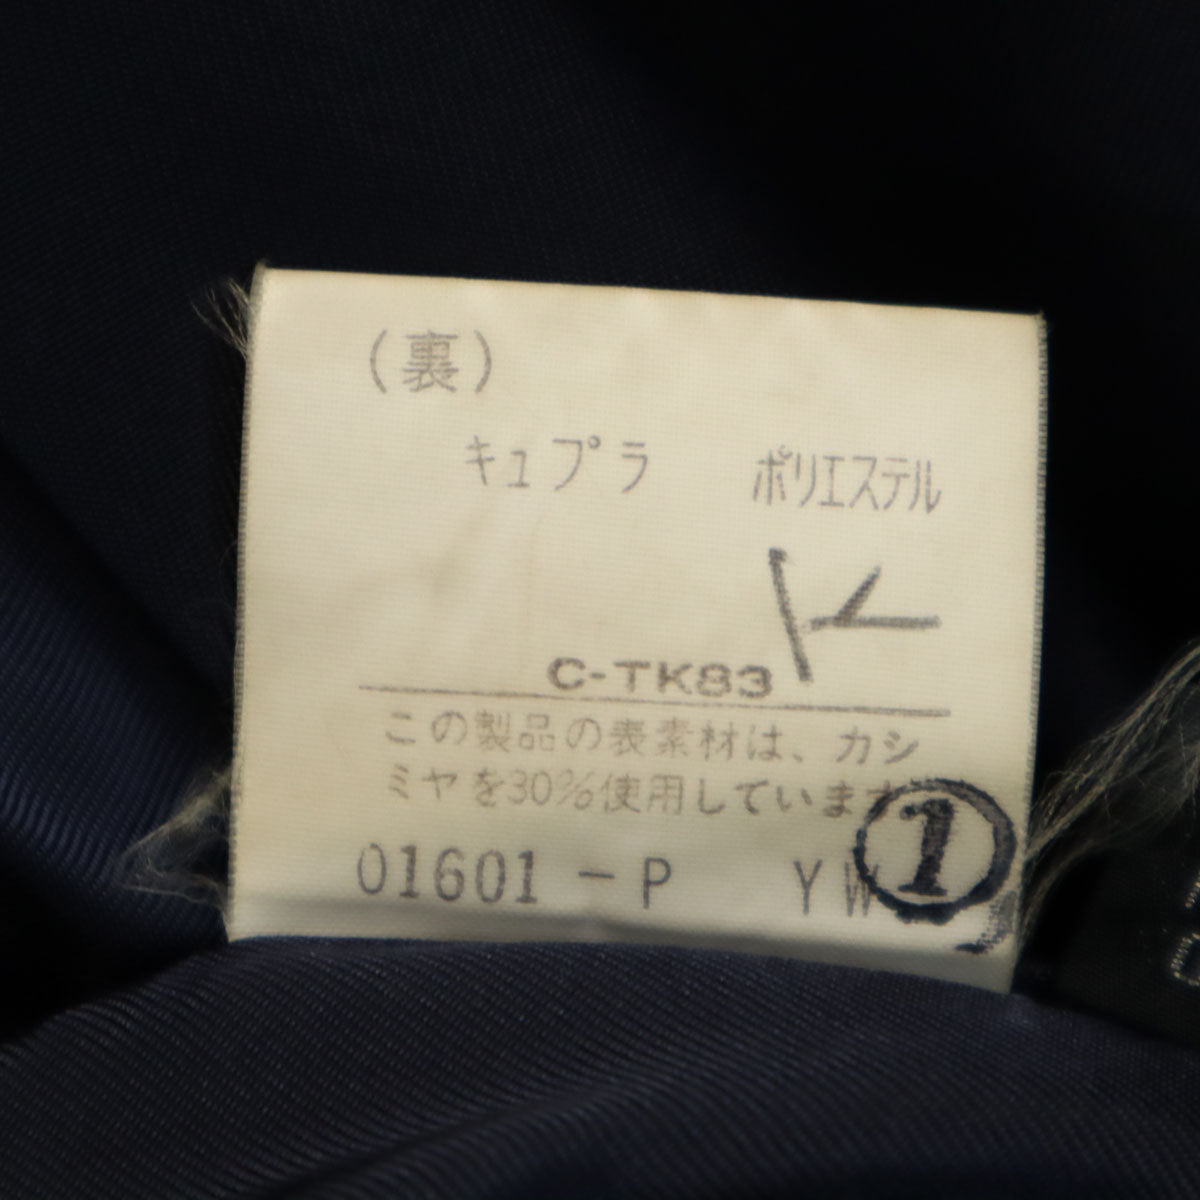 （裏）
キュプラ ポリエステル
C-TK83
この製品の表素材は、カシ
ミヤを30%使用しています
01601-P YW
1